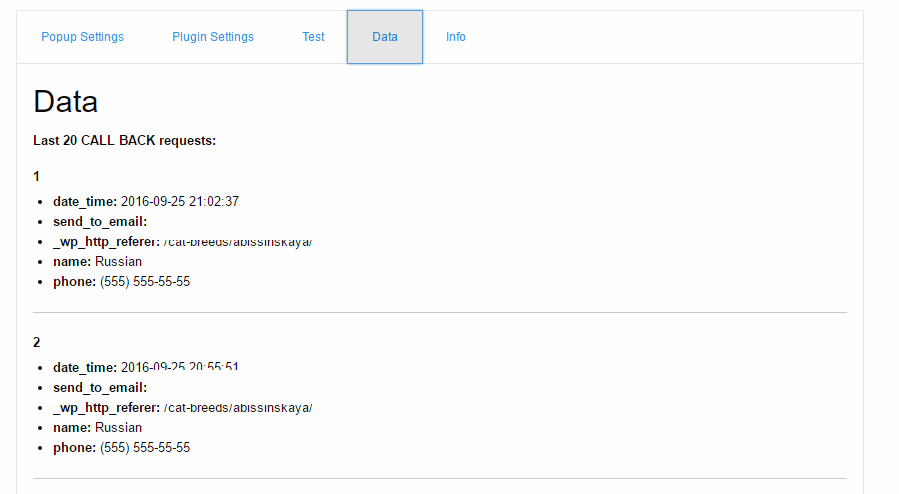 Popup Settings Plugin Settings Test Data Info
Data
Last 20 CALL BACK requests:
1
date_time: 2016-09-25 21:02:37
send_to_email:
_wp_http_referer: /cat-breeds/abissinskaya/
name: Russian
phone: (555) 555-55-55
2
date_time: 2016-09-25 20:55:51
send_to_email:
_wp_http_referer: /cat-breeds/abissinskaya/
name: Russian
phone: (555) 555-55-55